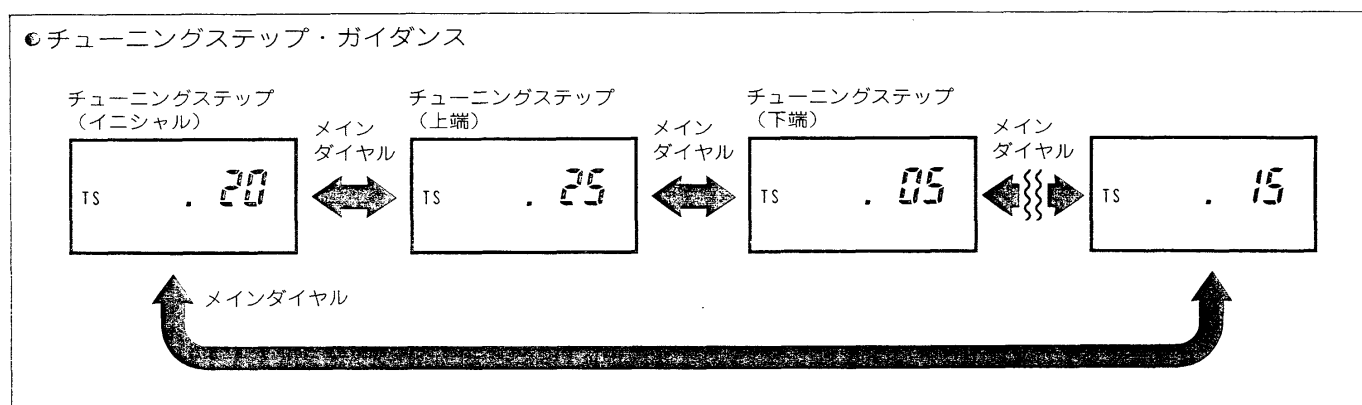 チューニングステップ・ガイダンス
チューニングステップ
(イニシャル)
TS . 20
メイン
ダイヤル
チューニングステップ
(上端)
TS . 25
メイン
ダイヤル
チューニングステップ
(下端)
TS . 05
メイン
ダイヤル
TS . 15
メインダイヤル